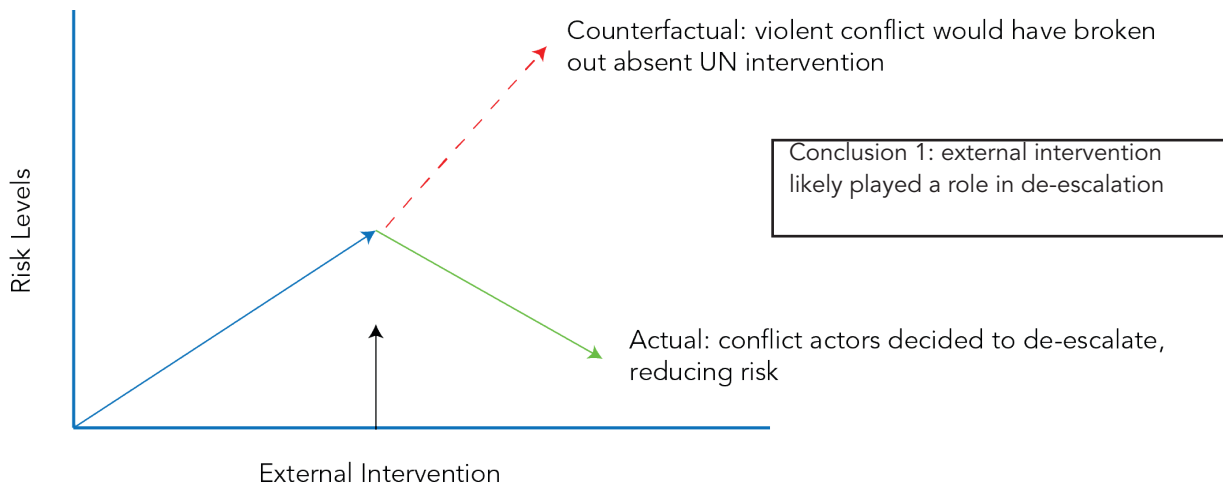 Counterfactual: violent conflict would have broken
out absent UN intervention
Conclusion 1: external intervention
likely played a role in de-escalation
Risk Levels
Actual: conflict actors decided to de-escalate,
reducing risk
External Intervention